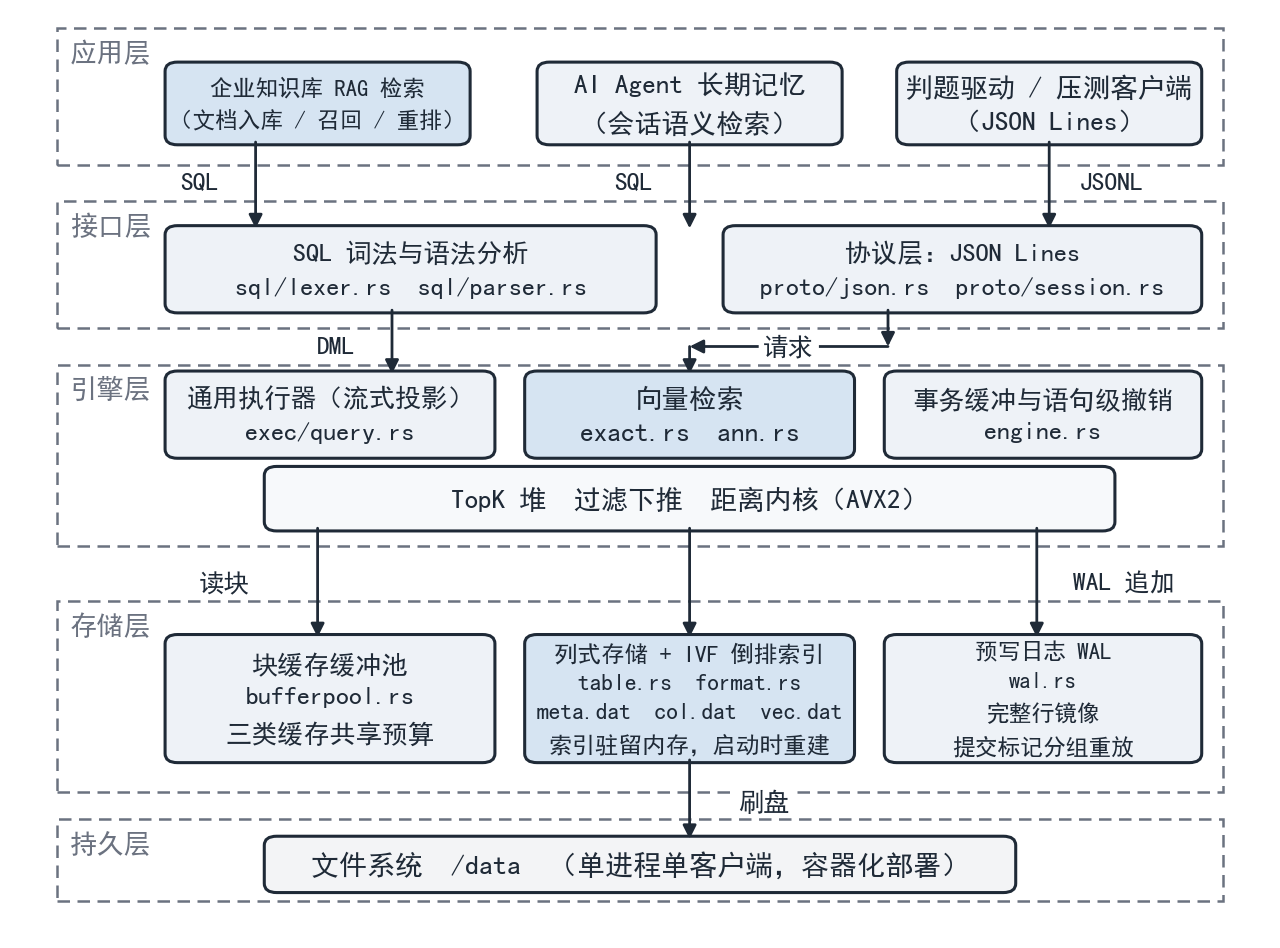 应用层
企业知识库 RAG 检索
（文档入库 / 召回 / 重排）
AI Agent 长期记忆
（会话语义检索）
判题驱动 / 压测客户端
（JSON Lines）
SQL
SQL
JSONL
接口层
SQL 词法与语法分析
sql/lexer.rs  sql/parser.rs
协议层：JSON Lines
proto/json.rs  proto/session.rs
DML
请求
引擎层
通用执行器（流式投影）
exec/query.rs
向量检索
exact.rs  ann.rs
事务缓冲与语句级撤销
engine.rs
TopK 堆  过滤下推  距离内核（AVX2）
读块
WAL 追加
存储层
块缓存缓冲池
bufferpool.rs
三类缓存共享预算
列式存储 + IVF 倒排索引
table.rs  format.rs
meta.dat  col.dat  vec.dat
索引驻留内存，启动时重建
预写日志 WAL
wal.rs
完整行镜像
提交标记分组重放
刷盘
持久层
文件系统  /data  （单进程单客户端，容器化部署）